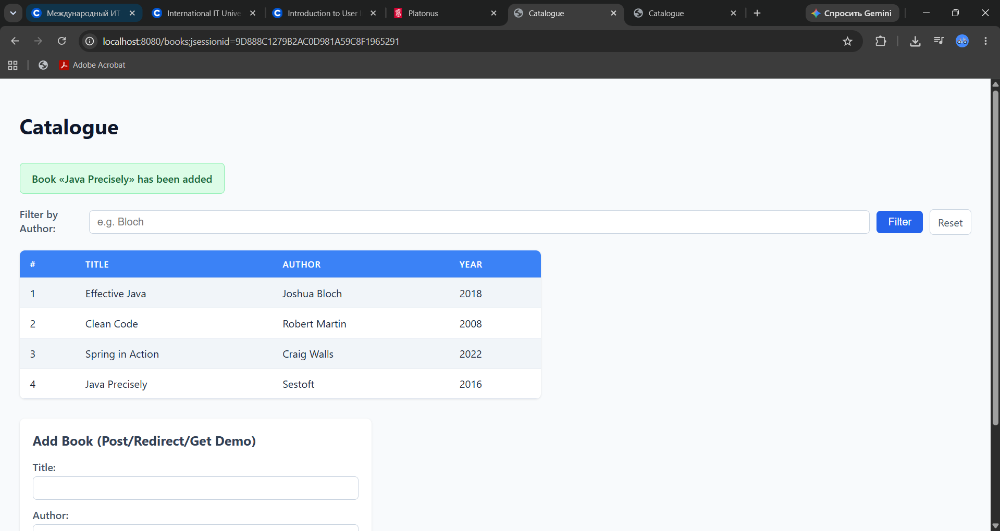 Международный ИТ
International IT Unive
Introduction to User
Platonus
Catalogue
Catalogue
Спросить Gemini
localhost:8080/books;jsessionid=9D888C1279B2AC0D981A59C8F1965291
Adobe Acrobat
Catalogue
Book «Java Precisely» has been added
Filter by
Author:
e.g. Bloch
Filter
Reset
# TITLE AUTHOR YEAR
1 Effective Java Joshua Bloch 2018
2 Clean Code Robert Martin 2008
3 Spring in Action Craig Walls 2022
4 Java Precisely Sestoft 2016
Add Book (Post/Redirect/Get Demo)
Title:
Author: